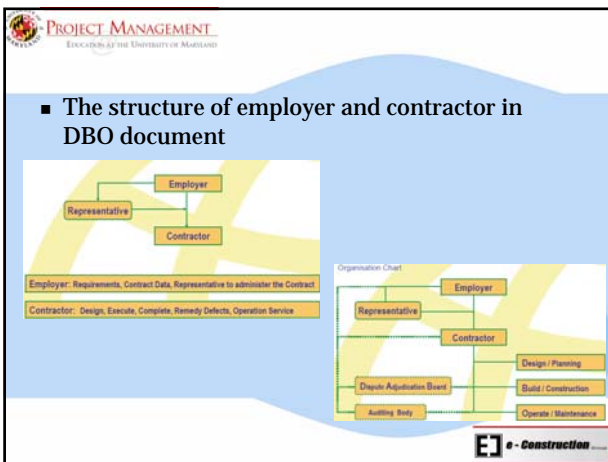 PROJECT MANAGEMENT
EDUCATION AT THE UNIVERSITY OF MARYLAND
▪ The structure of employer and contractor in
DBO document
Employer
Representative
Contractor
Employer: Requirements, Contract Data, Representative to administer the Contract
Contractor: Design, Execute, Complete, Remedy Defects, Operation Service
Organisation Chart
Employer
Representative
Contractor
Design / Planning
Dispute Adjudication Board
Build / Construction
Auditing Body
Operate / Maintenance
e - Construction